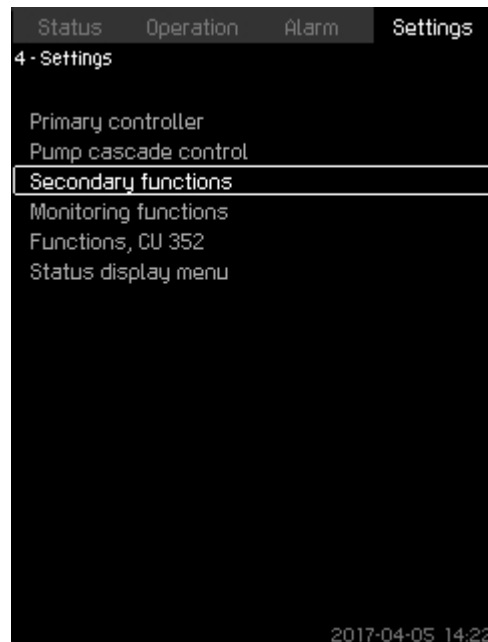 Status Operation Alarm Settings
4 - Settings
Primary controller
Pump cascade control
Secondary functions
Monitoring functions
Functions, CU 352
Status display menu
2017-04-05 14:22